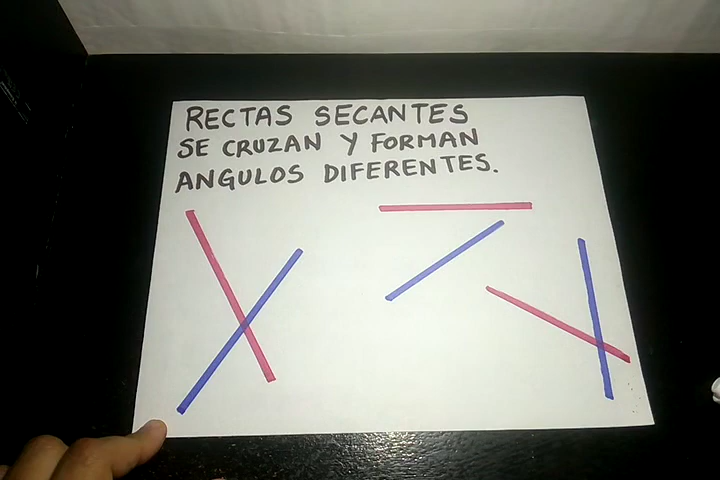 RECTAS SECANTES
SE CRUZAN Y FORMAN
ANGULOS DIFERENTES.